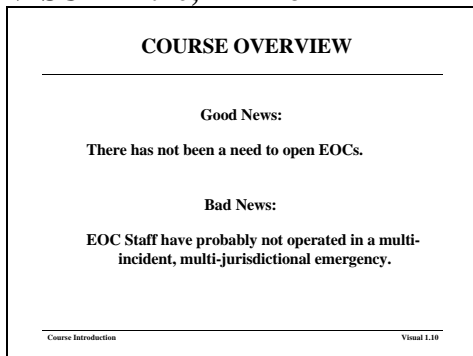 COURSE OVERVIEW
Good News:
There has not been a need to open EOCs.
Bad News:
EOC Staff have probably not operated in a multi-
incident, multi-jurisdictional emergency.
Course Introduction Visual 1.10